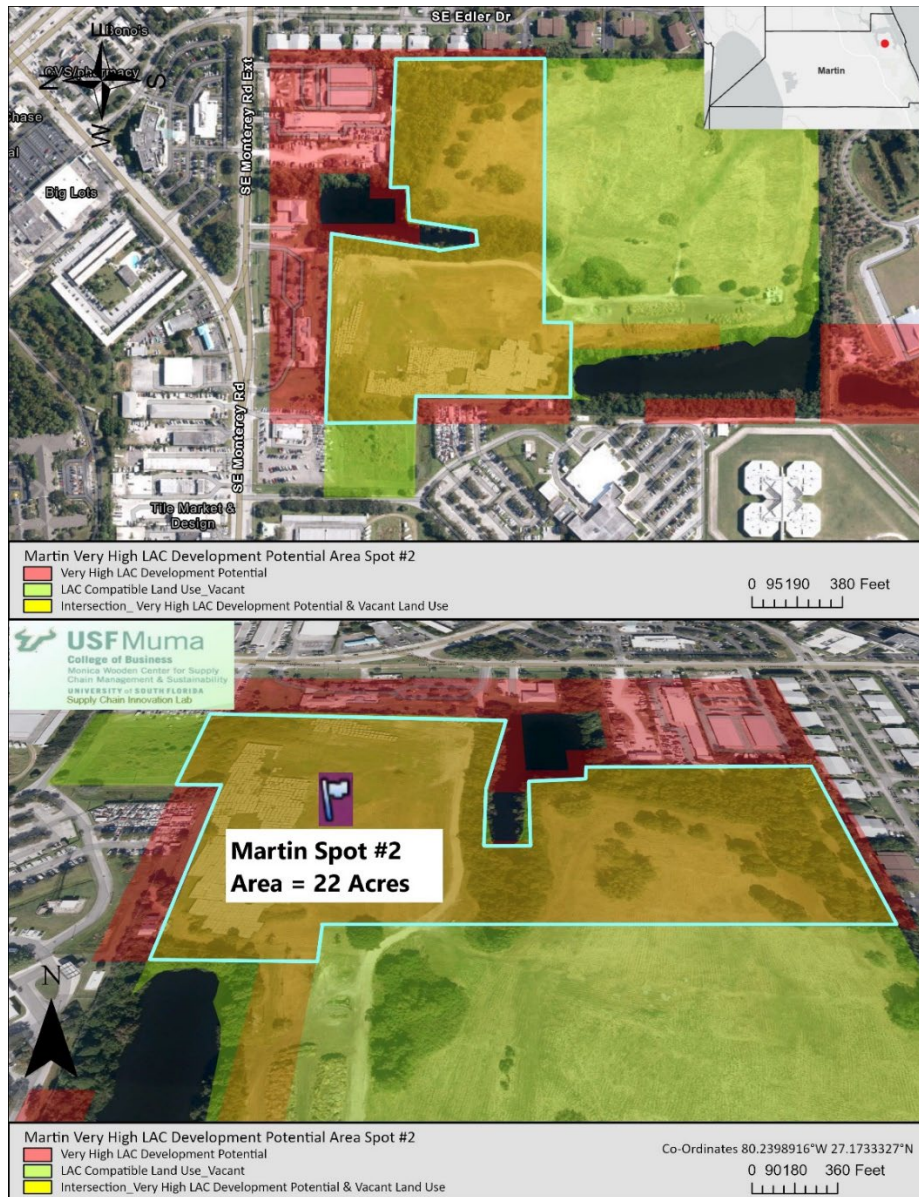 SE Edler Dr
Bono's
CVS/pharmacy
Chase
Big Lots
SE Monterey Rd Ext
SE Monterey Rd
Tile Market &
Design
E
N
S
W
Martin
Martin Very High LAC Development Potential Area Spot #2
Very High LAC Development Potential
LAC Compatible Land Use_Vacant
Intersection_ Very High LAC Development Potential & Vacant Land Use
0 95190 380 Feet
USF Muma
College of Business
Monica Wooden Center for Supply
Chain Management & Sustainability
UNIVERSITY of SOUTH FLORIDA
Supply Chain Innovation Lab
Martin Spot #2
Area = 22 Acres
N
Martin Very High LAC Development Potential Area Spot #2
Very High LAC Development Potential
LAC Compatible Land Use_Vacant
Intersection_Very High LAC Development Potential & Vacant Land Use
Co-Ordinates 80.2398916°W 27.1733327°N
0 90180 360 Feet